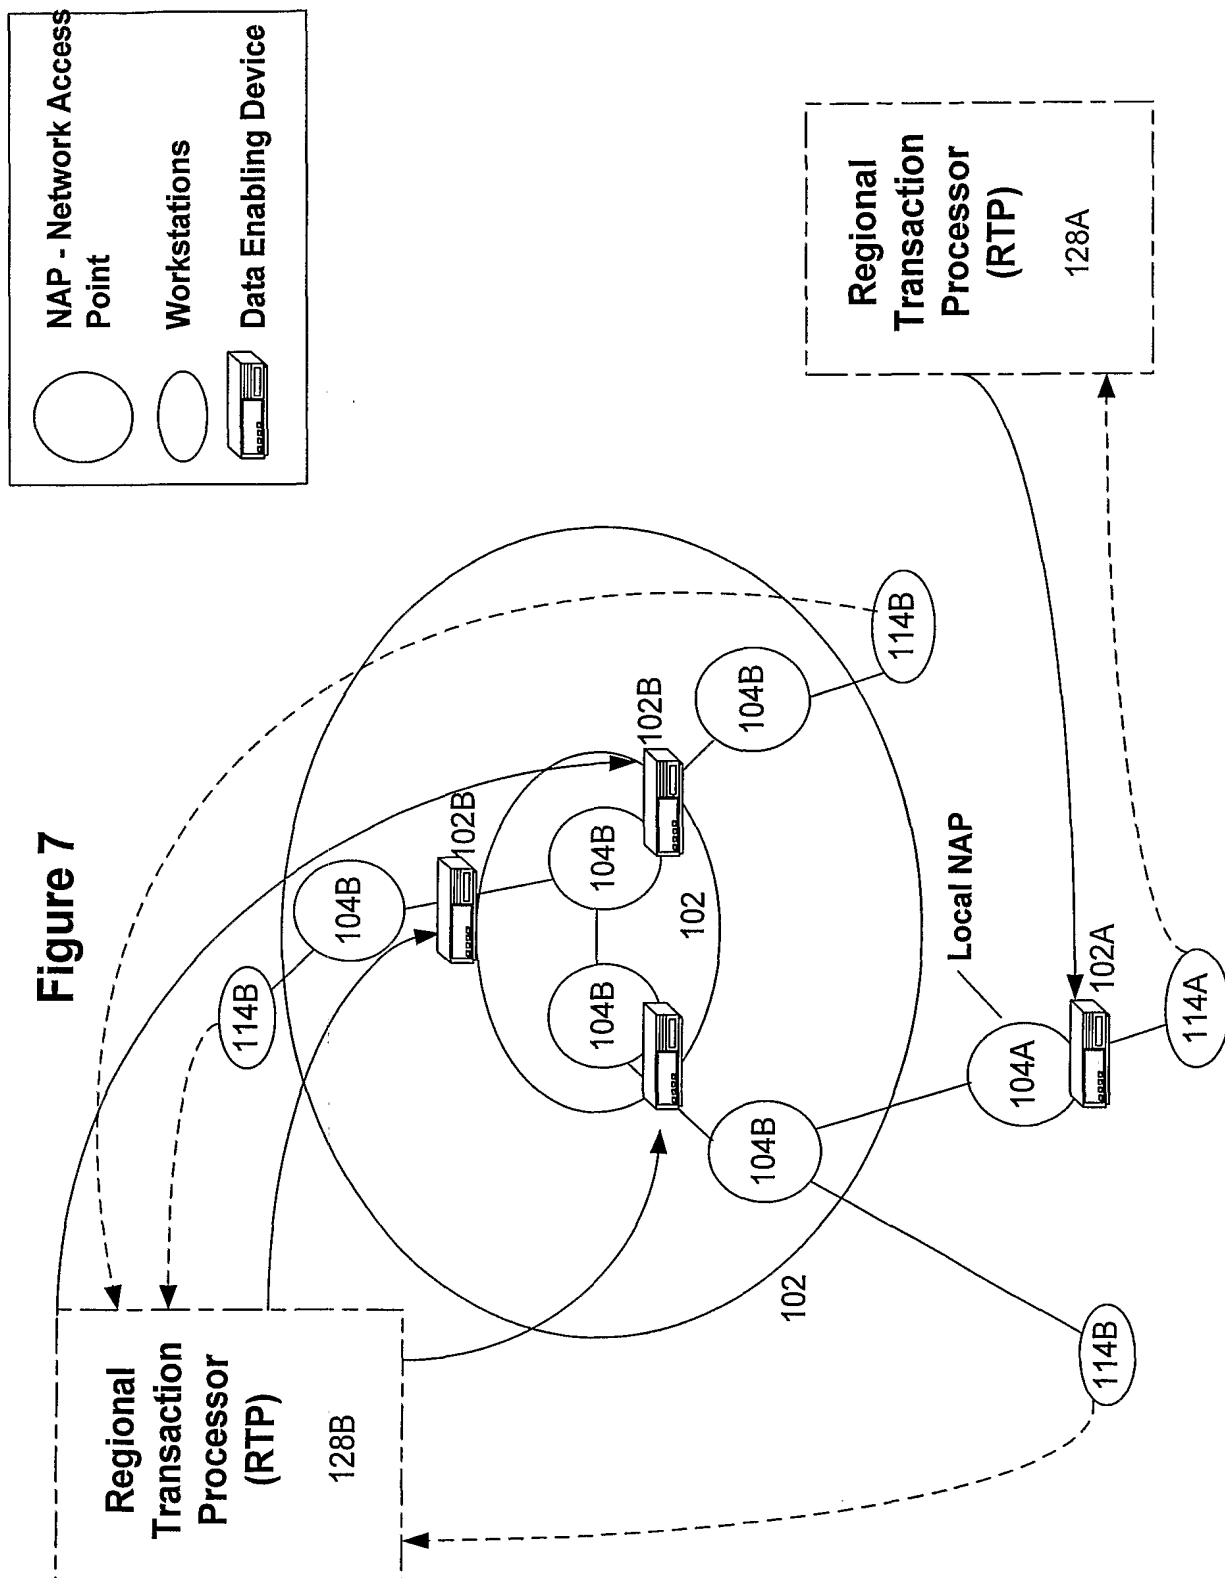 Figure 7
NAP - Network Access
Point
Workstations
Data Enabling Device
Regional
Transaction
Processor
(RTP)
128B
114B
104B
102B
104B
104B
102B
102
104B
104B
102
114B
Local NAP
104A
102A
114B
114A
Regional
Transaction
Processor
(RTP)
128A